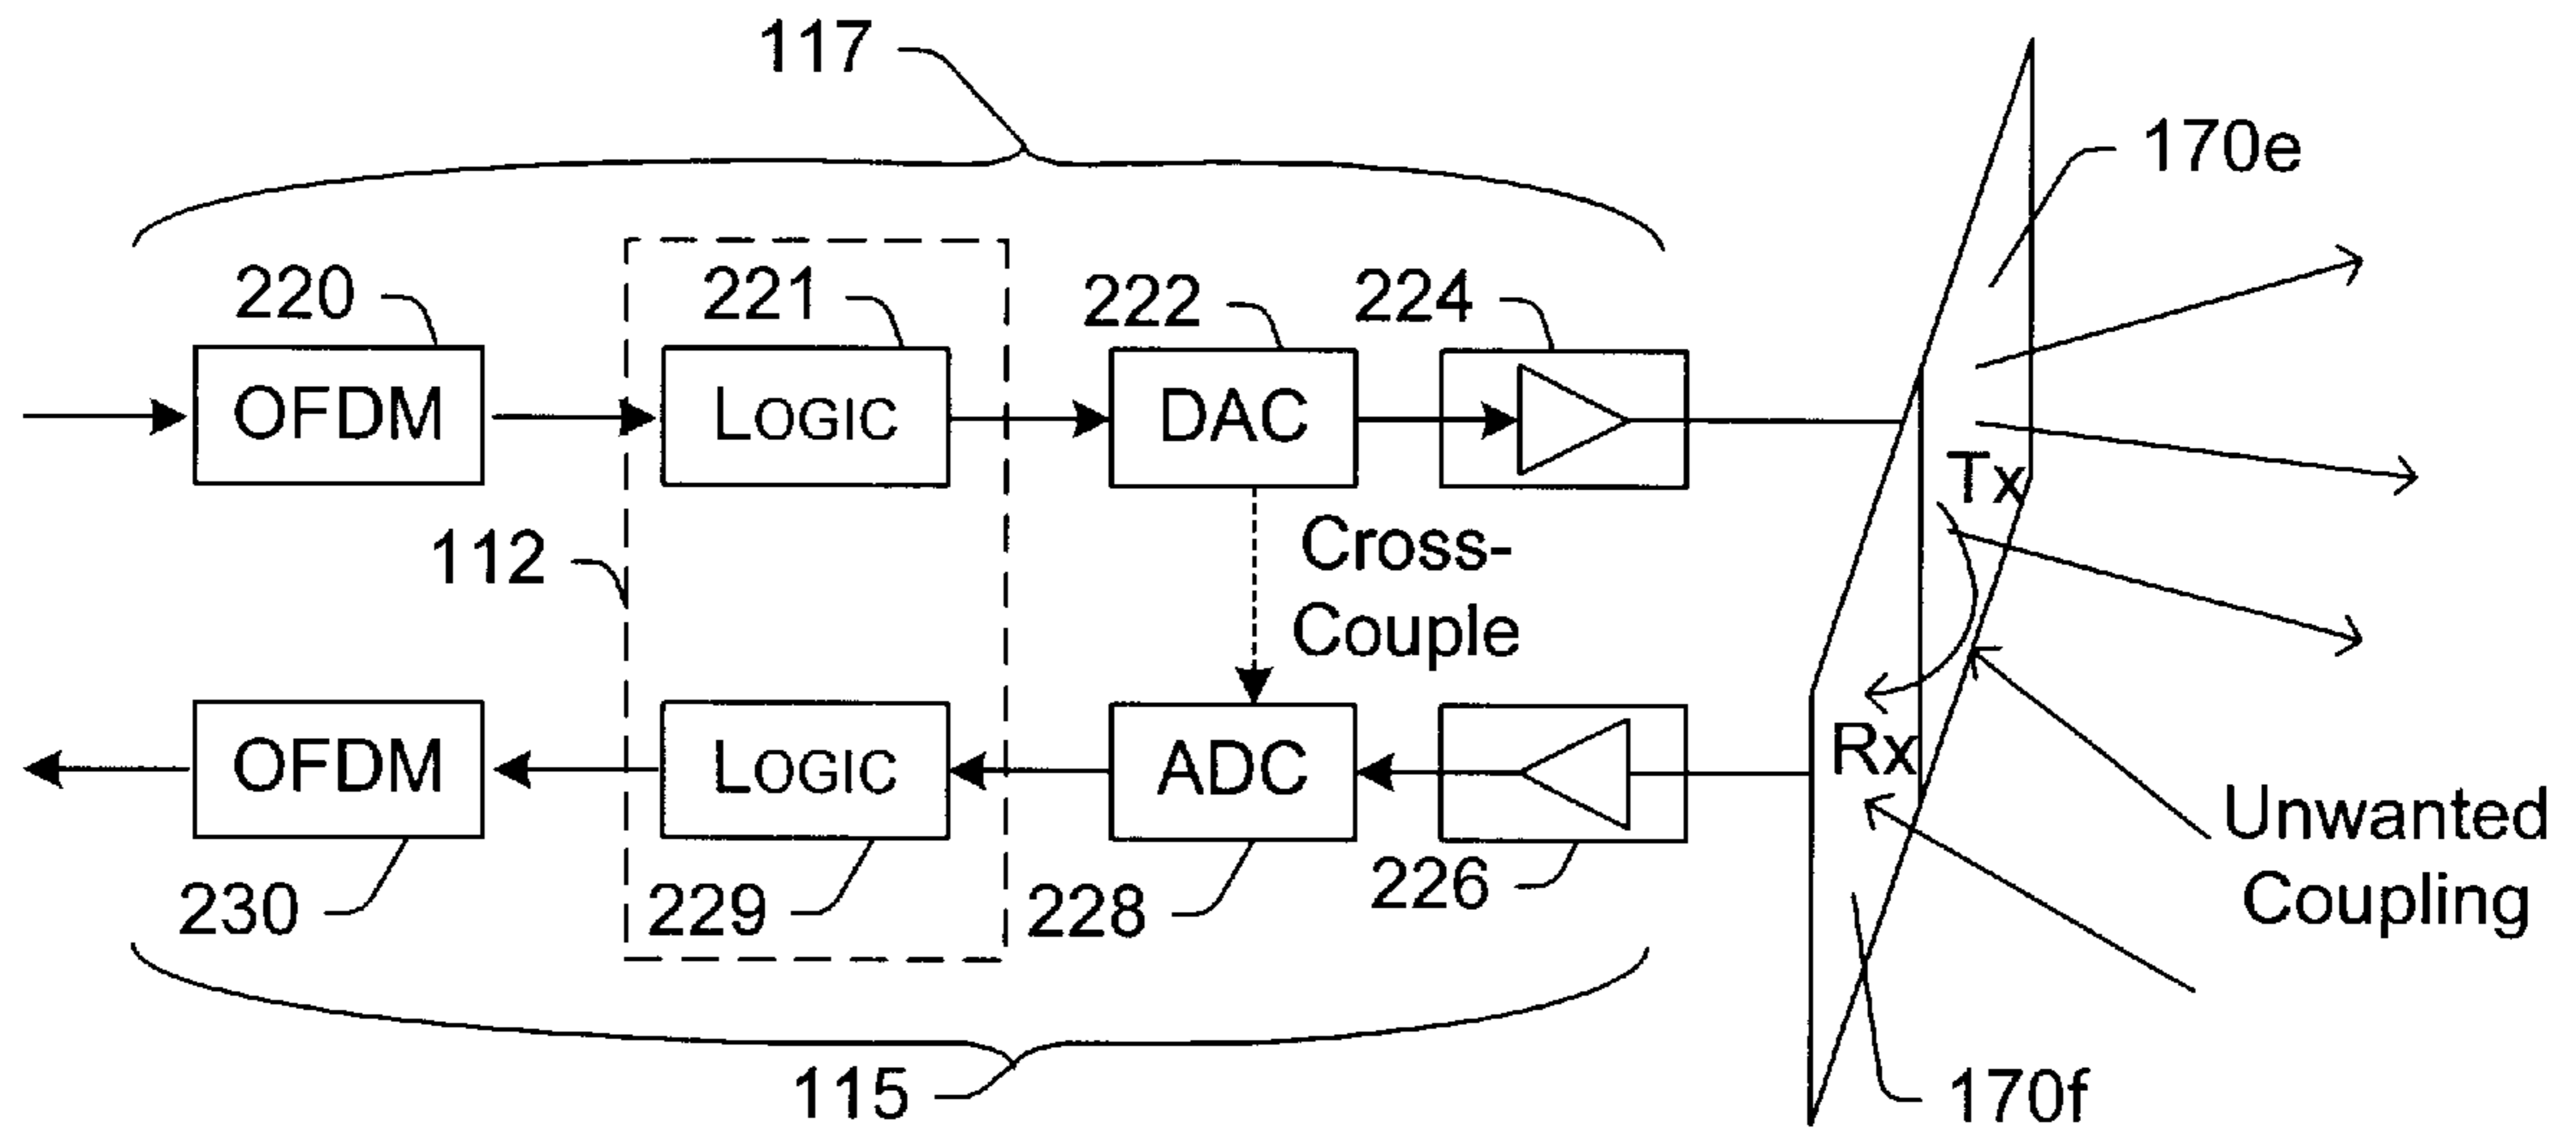 117
170e
220
221
222
224
OFDM
LOGIC
DAC
Tx
112
Cross-
Couple
OFDM
LOGIC
ADC
Rx
Unwanted
Coupling
230
229
228
226
115
170f